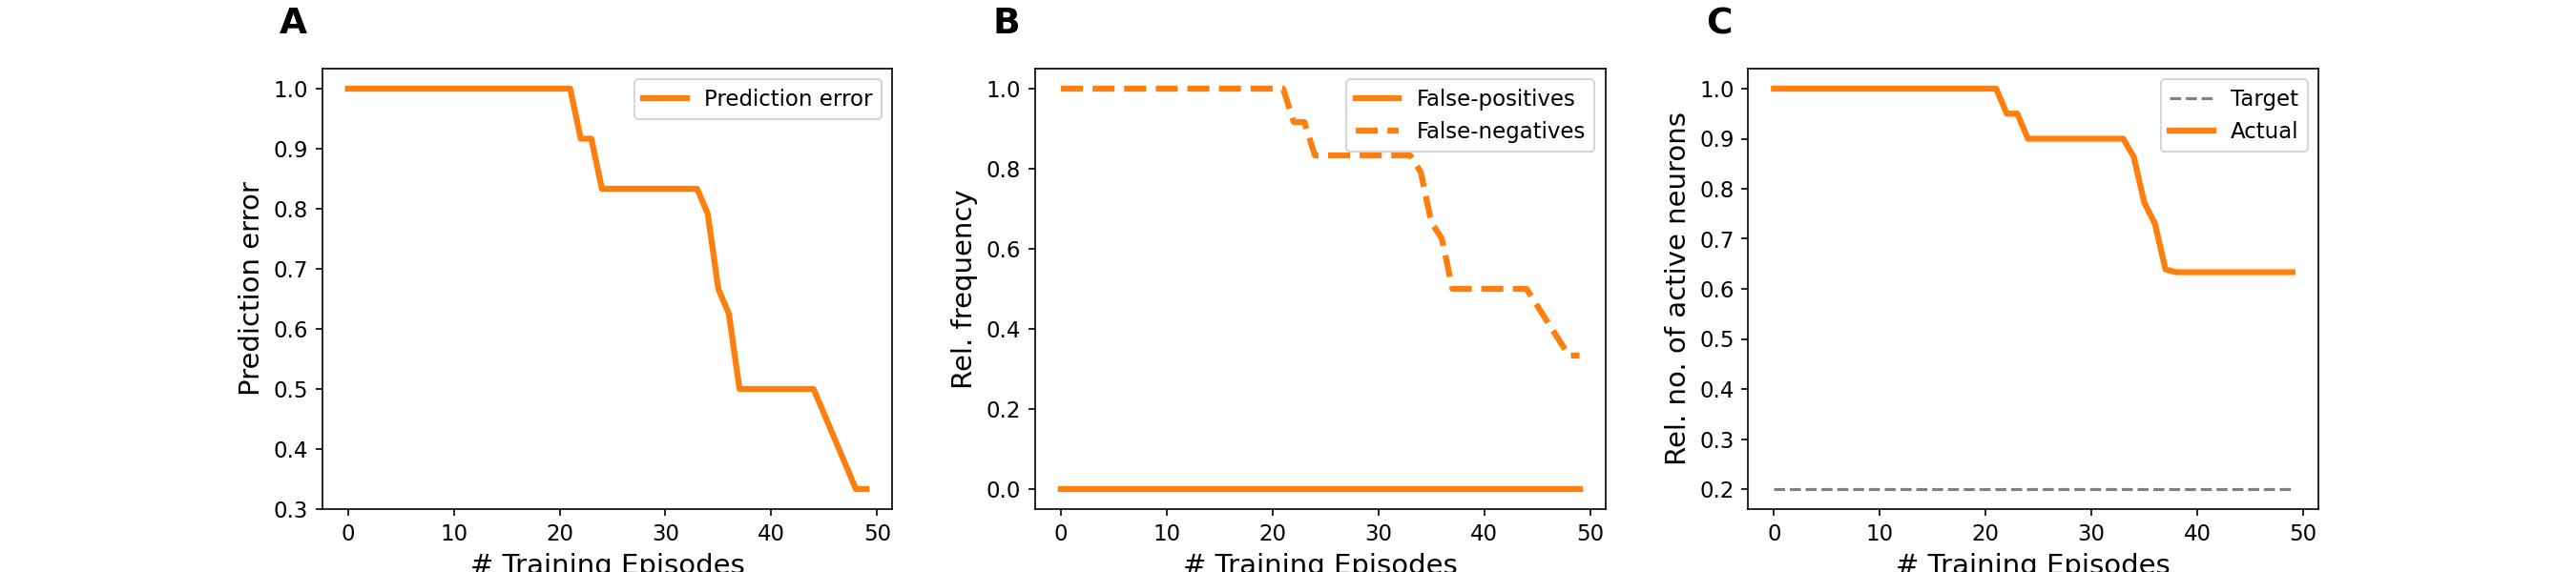 A
Prediction error
1.0
0.9
0.8
0.7
0.6
0.5
0.4
0.3
0
10
20
30
40
50
# Training Episodes
Prediction error
B
False-positives
False-negatives
1.0
0.8
0.6
0.4
0.2
0.0
0
10
20
30
40
50
# Training Episodes
Rel. frequency
C
Target
Actual
1.0
0.9
0.8
0.7
0.6
0.5
0.4
0.3
0.2
0
10
20
30
40
50
# Training Episodes
Rel. no. of active neurons